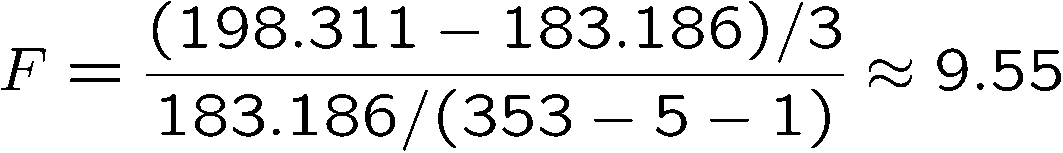 F = (198.311 − 183.186)/3 / 183.186/(353 − 5 − 1) ≈ 9.55